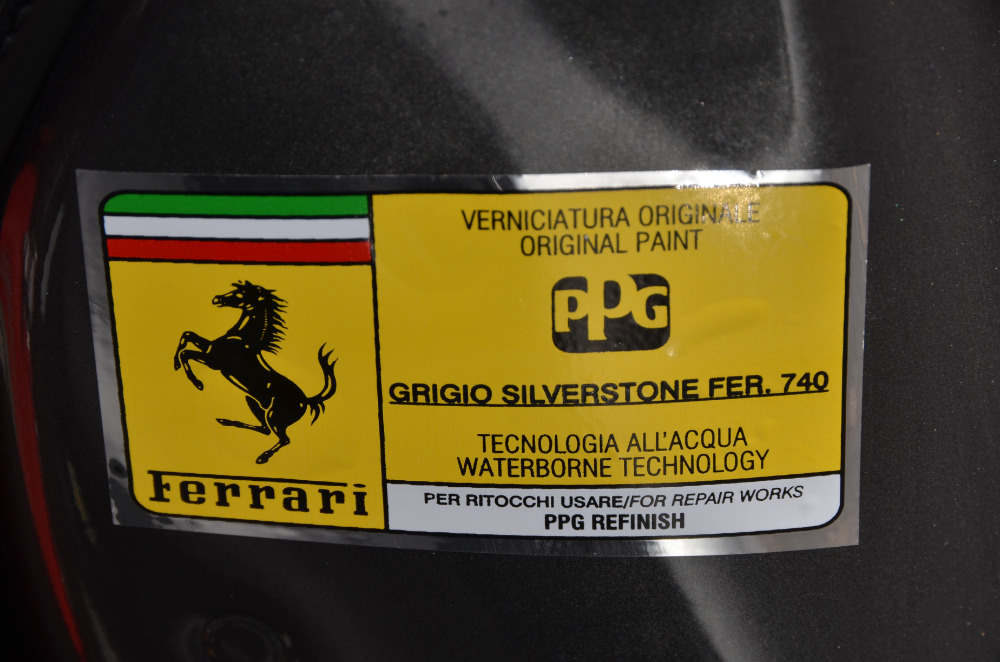 VERNICIATURA ORIGINALE
ORIGINAL PAINT
PPG
GRIGIO SILVERSTONE FER. 740
TECNOLOGIA ALL'ACQUA
WATERBORNE TECHNOLOGY
Ferrari
PER RITOCCHI USARE/FOR REPAIR WORKS
PPG REFINISH